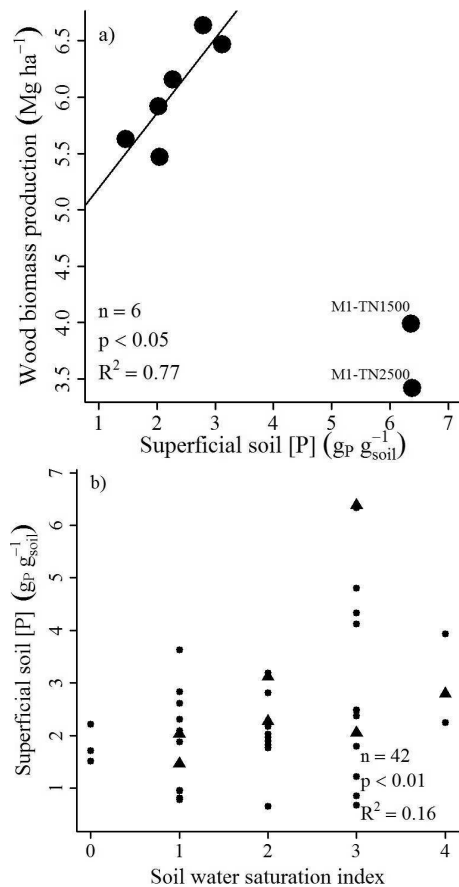 a)
Wood biomass production (Mg ha⁻¹)
6.5
6.0
5.5
5.0
4.5
4.0
3.5
M1-TN1500
M1-TN2500
n = 6
p < 0.05
R² = 0.77
1 2 3 4 5 6 7
Superficial soil [P] (gP g⁻¹soil)
b)
Superficial soil [P] (gP g⁻¹soil)
7
6
5
4
3
2
1
n = 42
p < 0.01
R² = 0.16
0 1 2 3 4
Soil water saturation index